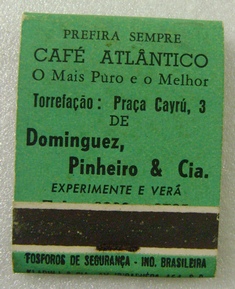 PREFIRA SEMPRE
CAFÉ ATLÂNTICO
O Mais Puro e o Melhor
Torrefação: Praça Cayrú, 3
DE
Dominguez,
Pinheiro & Cia.
EXPERIMENTE E VERÁ
FOSFOROS DE SEGURANÇA - IND. BRASILEIRA